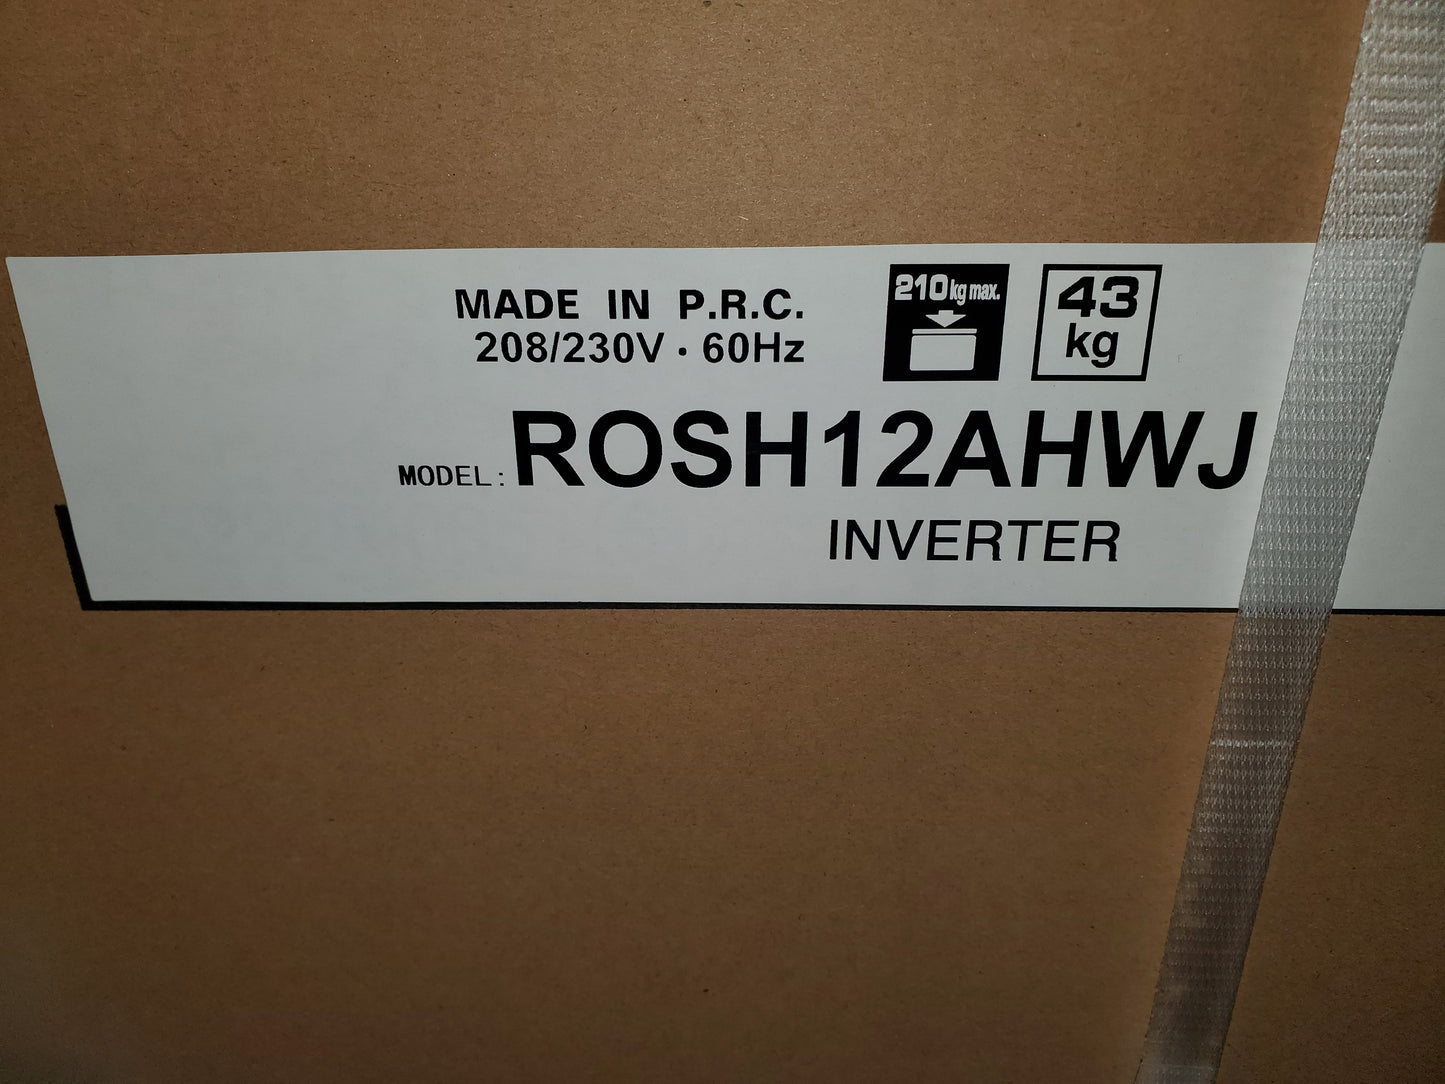 MADE IN P.R.C.
208/230V · 60Hz
210kg max.
43
kg
MODEL: ROSH12AHWJ
INVERTER